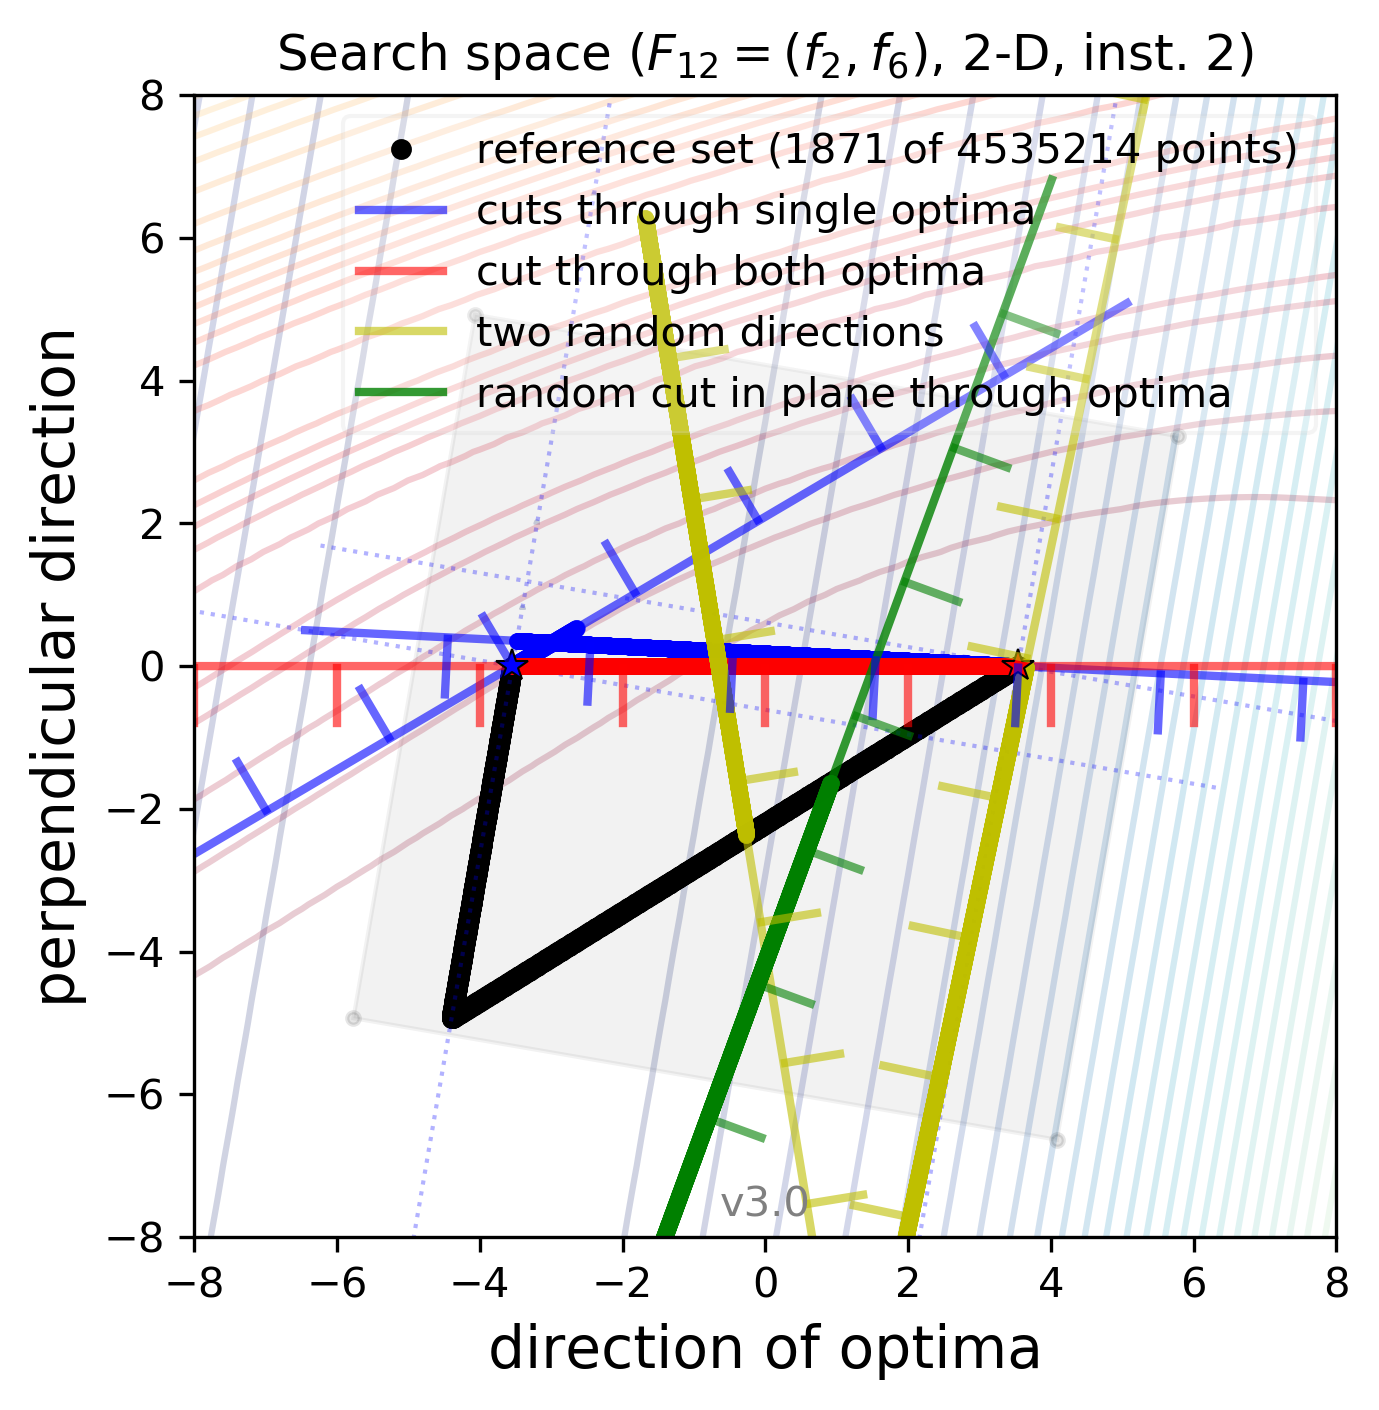 Search space (F12 = (f2, f6), 2-D, inst. 2)
reference set (1871 of 4535214 points)
cuts through single optima
cut through both optima
two random directions
random cut in plane through optima
perpendicular direction
8
6
4
2
0
−2
−4
−6
−8
v3.0
−8 −6 −4 −2 0 2 4 6 8
direction of optima